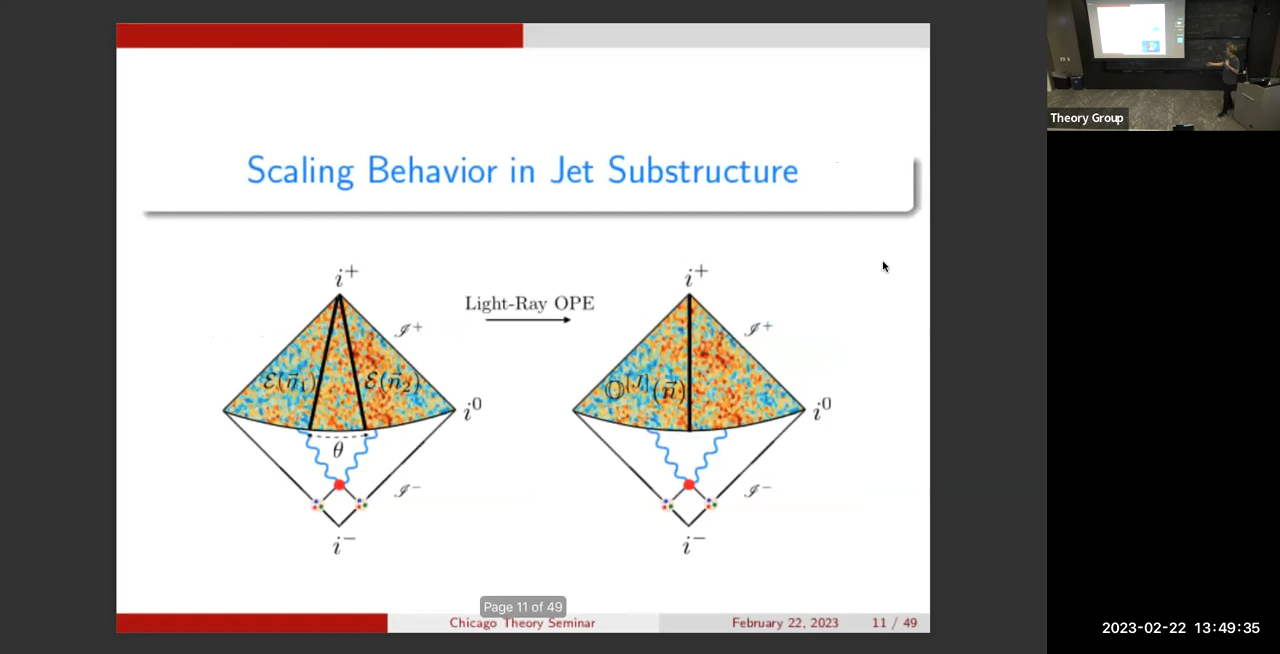 Scaling Behavior in Jet Substructure
i⁺
Light-Ray OPE
i⁺
ℐ⁺
ℐ⁺
ℰ(n⃗₁)
ℰ(n⃗₂)
𝕆^[J](n⃗)
i⁰
i⁰
θ
ℐ⁻
ℐ⁻
i⁻
i⁻
Page 11 of 49
Chicago Theory Seminar
February 22, 2023
11 / 49
Theory Group
2023-02-22 13:49:35